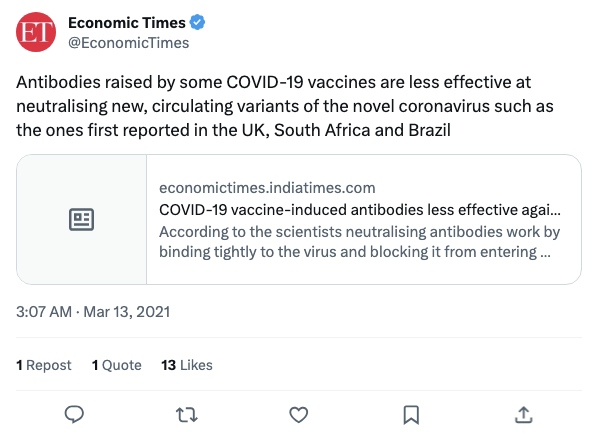 ET
Economic Times
@EconomicTimes
Antibodies raised by some COVID-19 vaccines are less effective at
neutralising new, circulating variants of the novel coronavirus such as
the ones first reported in the UK, South Africa and Brazil
economictimes.indiatimes.com
COVID-19 vaccine-induced antibodies less effective agai...
According to the scientists neutralising antibodies work by
binding tightly to the virus and blocking it from entering ...
3:07 AM · Mar 13, 2021
1 Repost 1 Quote 13 Likes